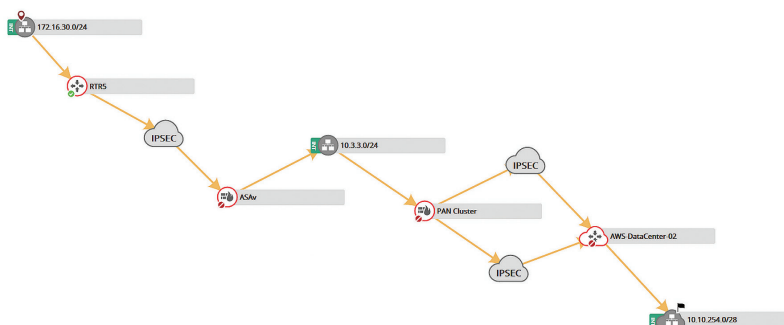 172.16.30.0/24
RTR5
IPSEC
10.3.3.0/24
ASAv
IPSEC
PAN Cluster
AWS-DataCenter-02
IPSEC
10.10.254.0/28